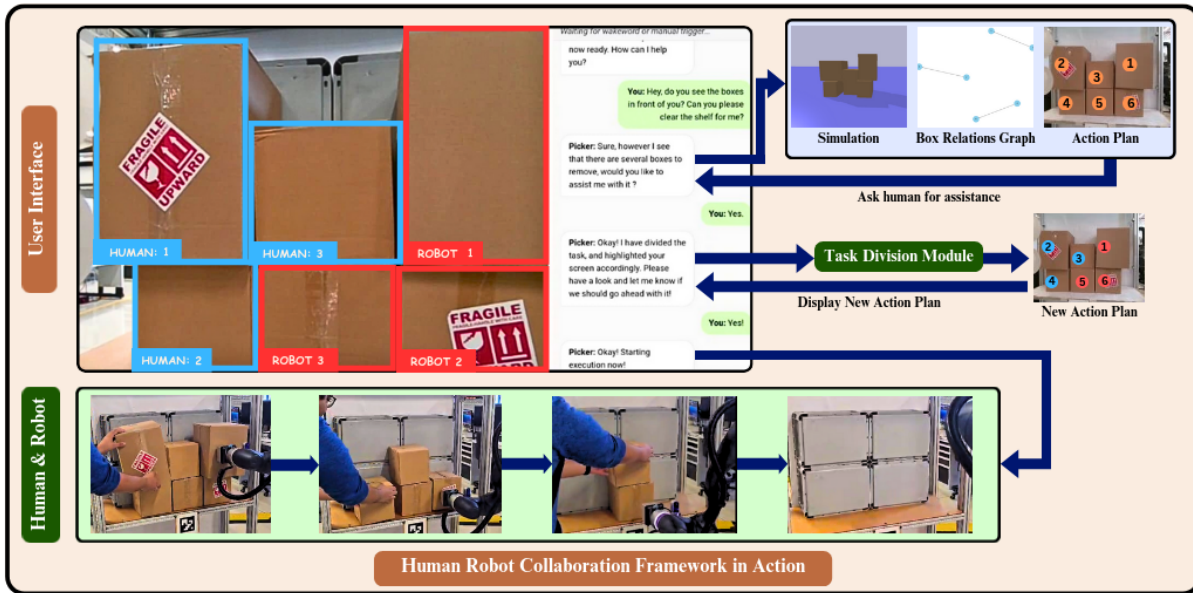 User Interface
FRAGILE
UPWARD
HUMAN: 1
HUMAN: 3
ROBOT 1
FRAGILE
FRAGILE-HANDLE WITH CARE
HUMAN: 2
ROBOT 3
ROBOT 2
Waiting for wakeword or manual trigger...
now ready. How can I help
you?
You: Hey, do you see the boxes
in front of you? Can you please
clear the shelf for me?
Picker: Sure, however I see
that there are several boxes to
remove, would you like to
assist me with it ?
You: Yes.
Picker: Okay! I have divided the
task, and highlighted your
screen accordingly. Please
have a look and let me know if
we should go ahead with it!
You: Yes!
Picker: Okay! Starting
execution now!
Simulation
Box Relations Graph
2
3
1
4
5
6
Action Plan
Ask human for assistance
Task Division Module
Display New Action Plan
2
3
1
4
5
6
New Action Plan
Human & Robot
Human Robot Collaboration Framework in Action